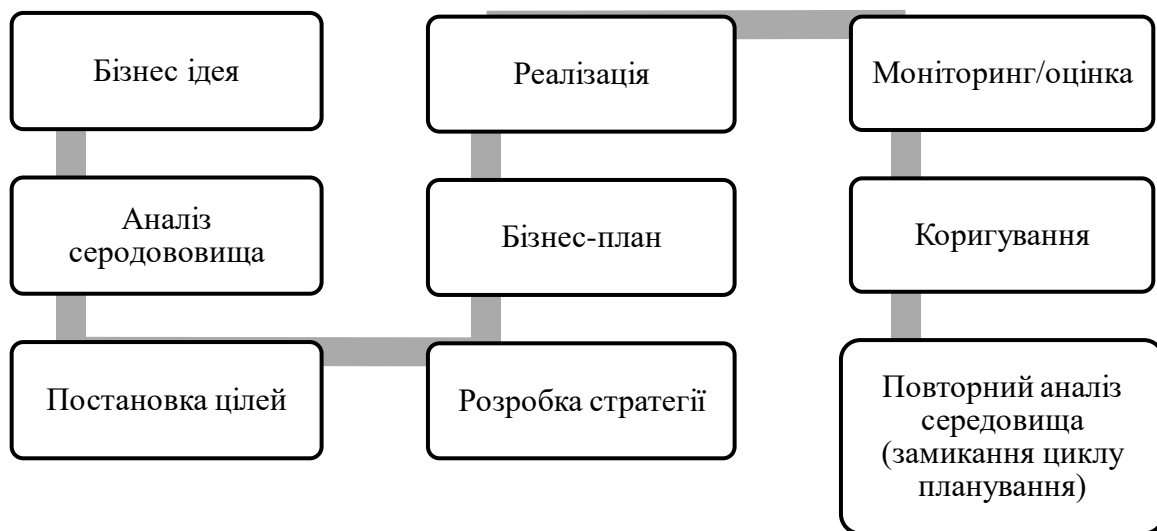 Бізнес ідея
Аналіз
серодововища
Постановка цілей
Розробка стратегії
Бізнес-план
Реалізація
Моніторинг/оцінка
Коригування
Повторний аналіз
середовища
(замикання циклу
планування)